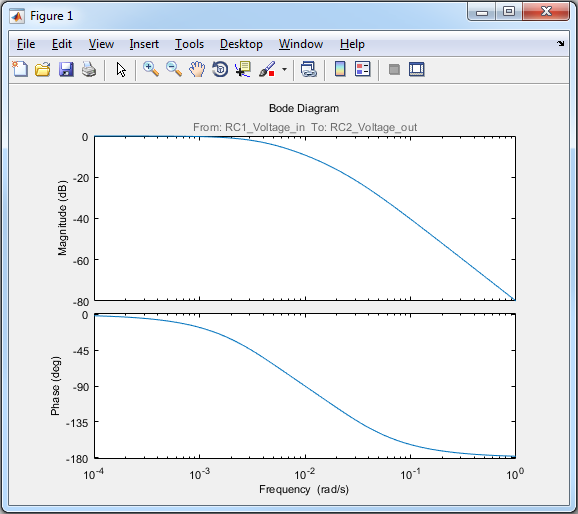 Figure 1
File Edit View Insert Tools Desktop Window Help
Bode Diagram
From: RC1_Voltage_in To: RC2_Voltage_out
Magnitude (dB)
0
-20
-40
-60
-80
Phase (deg)
0
-45
-90
-135
-180
10^-4 10^-3 10^-2 10^-1 10^0
Frequency (rad/s)